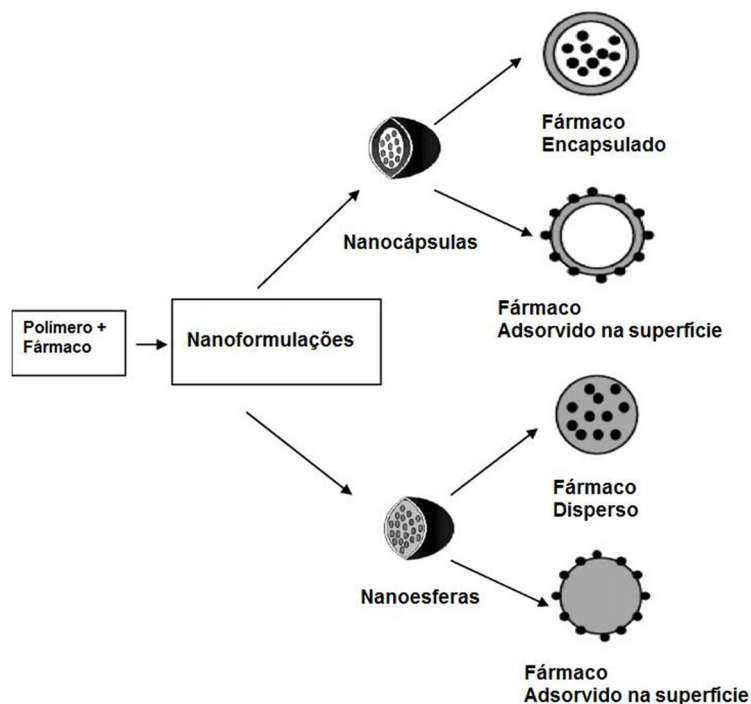 Fármaco
Encapsulado
Nanocápsulas
Fármaco
Adsorvido na superfície
Polímero +
Fármaco
Nanoformulações
Fármaco
Disperso
Nanoesferas
Fármaco
Adsorvido na superfície